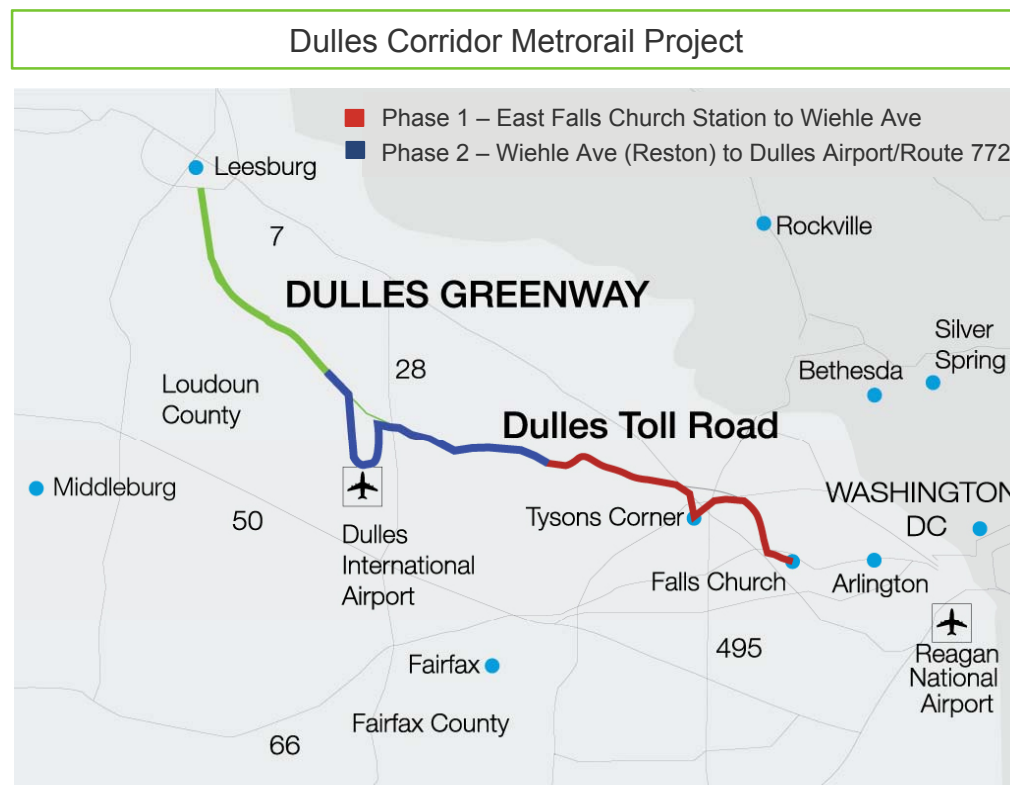 Dulles Corridor Metrorail Project
Phase 1 – East Falls Church Station to Wiehle Ave
Phase 2 – Wiehle Ave (Reston) to Dulles Airport/Route 772
Leesburg
7
Rockville
DULLES GREENWAY
Silver
Spring
28
Bethesda
Loudoun
County
Dulles Toll Road
Middleburg
50
Tysons Corner
WASHINGTON
DC
Dulles
International
Airport
Falls Church
Arlington
495
Reagan
National
Airport
Fairfax
Fairfax County
66